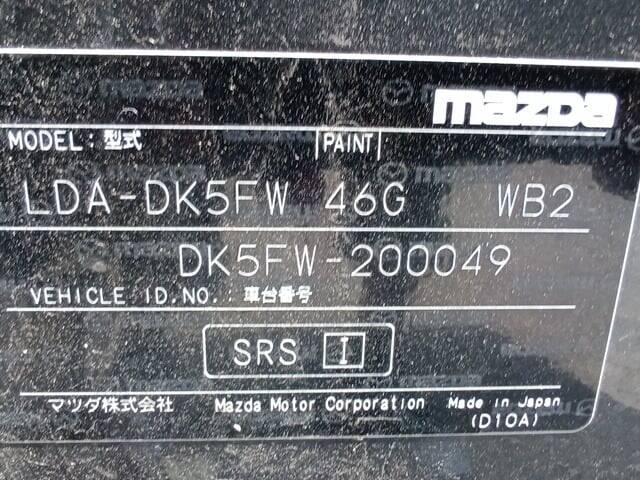 mazda
MODEL:型式 PAINT
LDA-DK5FW 46G WB2
DK5FW-200049
VEHICLE ID.NO.:車台番号
SRS I
マツダ株式会社 Mazda Motor Corporation Made in Japan
(D10A)